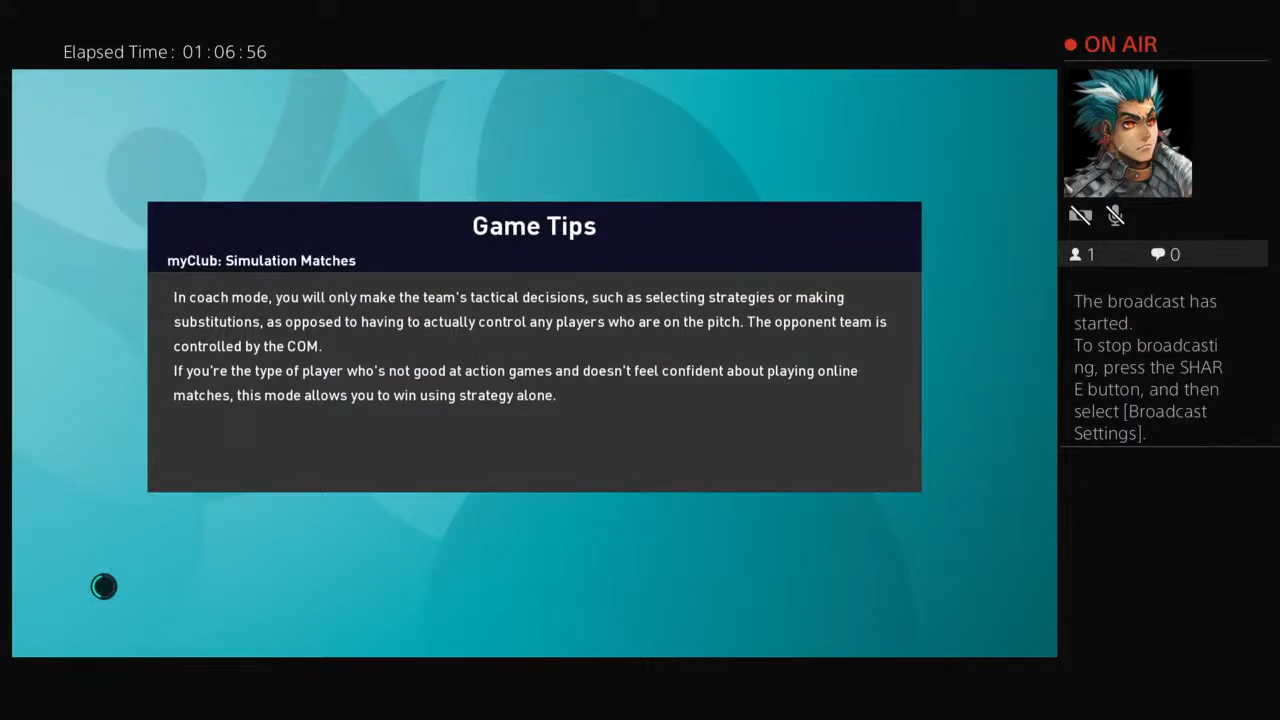 Elapsed Time: 01:06:56
ON AIR
Game Tips
myClub: Simulation Matches
In coach mode, you will only make the team's tactical decisions, such as selecting strategies or making
substitutions, as opposed to having to actually control any players who are on the pitch. The opponent team is
controlled by the COM.
If you're the type of player who's not good at action games and doesn't feel confident about playing online
matches, this mode allows you to win using strategy alone.
1
0
The broadcast has
started.
To stop broadcasti
ng, press the SHAR
E button, and then
select [Broadcast
Settings].